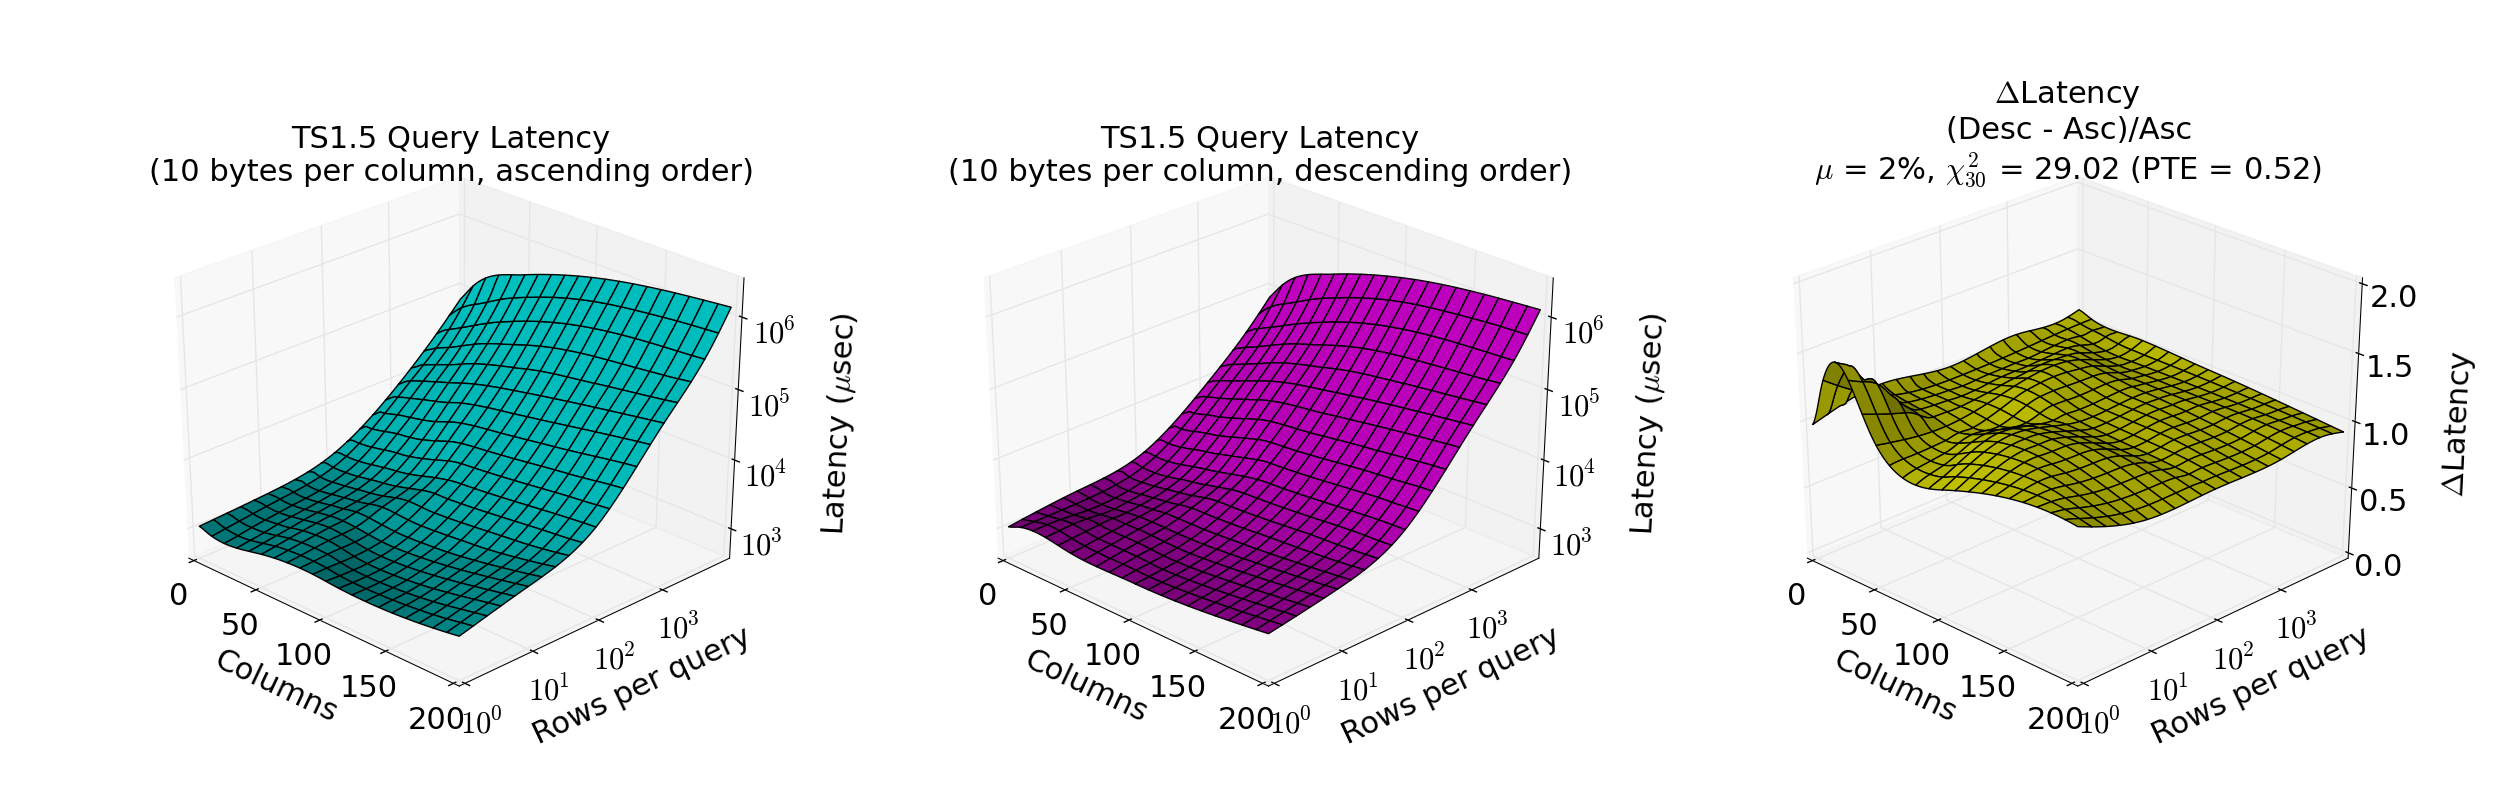 TS1.5 Query Latency
(10 bytes per column, ascending order)
10⁶
10⁵
10⁴
10³
Latency (μsec)
0
50
100
150
200
Columns
10⁰
10¹
10²
10³
Rows per query
TS1.5 Query Latency
(10 bytes per column, descending order)
10⁶
10⁵
10⁴
10³
Latency (μsec)
0
50
100
150
200
Columns
10⁰
10¹
10²
10³
Rows per query
ΔLatency
(Desc - Asc)/Asc
μ = 2%, χ²₃₀ = 29.02 (PTE = 0.52)
2.0
1.5
1.0
0.5
0.0
ΔLatency
0
50
100
150
200
Columns
10⁰
10¹
10²
10³
Rows per query